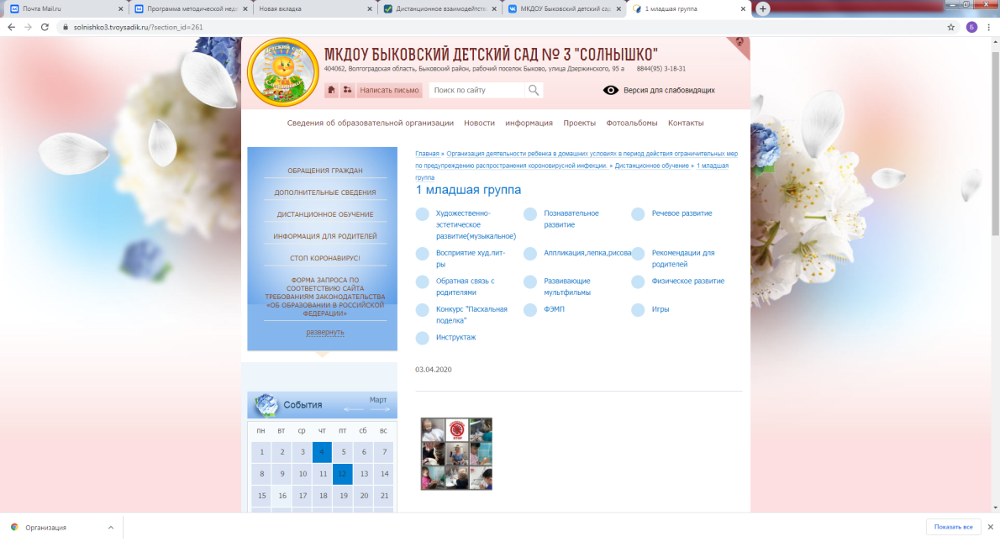 Почта Mail.ru
Программа методической нед
Новая вкладка
Дистанционное взаимодейств
МКДОУ Быковский детский сад
1 младшая группа
Б
solnishko3.tvoysadik.ru/?section_id=261
МКДОУ БЫКОВСКИЙ ДЕТСКИЙ САД № 3 "СОЛНЫШКО"
404062, Волгоградская область, Быковский район, рабочий поселок Быково, улица Дзержинского, 95 а 8844(95) 3-18-31
Написать письмо
Поиск по сайту
Версия для слабовидящих
Сведения об образовательной организации Новости информация Проекты Фотоальбомы Контакты
ОБРАЩЕНИЯ ГРАЖДАН
ДОПОЛНИТЕЛЬНЫЕ СВЕДЕНИЯ
ДИСТАНЦИОННОЕ ОБУЧЕНИЕ
ИНФОРМАЦИЯ ДЛЯ РОДИТЕЛЕЙ
СТОП КОРОНАВИРУС!
ФОРМА ЗАПРОСА ПО
СООТВЕТСТВИЮ САЙТА
ТРЕБОВАНИЯМ ЗАКОНОДАТЕЛЬСТВА
«ОБ ОБРАЗОВАНИИ В РОССИЙСКОЙ
ФЕДЕРАЦИИ»
развернуть
Главная » Организация деятельности ребенка в домашних условиях в период действия ограничительных мер
по предупреждению распространения короновирусной инфекции. » Дистанционное обучение » 1 младшая
группа
1 младшая группа
Художественно-
эстетическое
развитие(музыкальное)
Познавательное
развитие
Речевое развитие
Восприятие худ.лит-
ры
Аппликация,лепка,рисова
Рекомендации для
родителей
Обратная связь с
родителями
Развивающие
мультфильмы
Физическое развитие
Конкурс "Пасхальная
поделка"
ФЭМП
Игры
Инструктаж
03.04.2020
События
Март
пн вт ср чт пт сб вс
1 2 3 4 5 6 7
8 9 10 11 12 13 14
15 16 17 18 19 20 21
Организация
Показать все